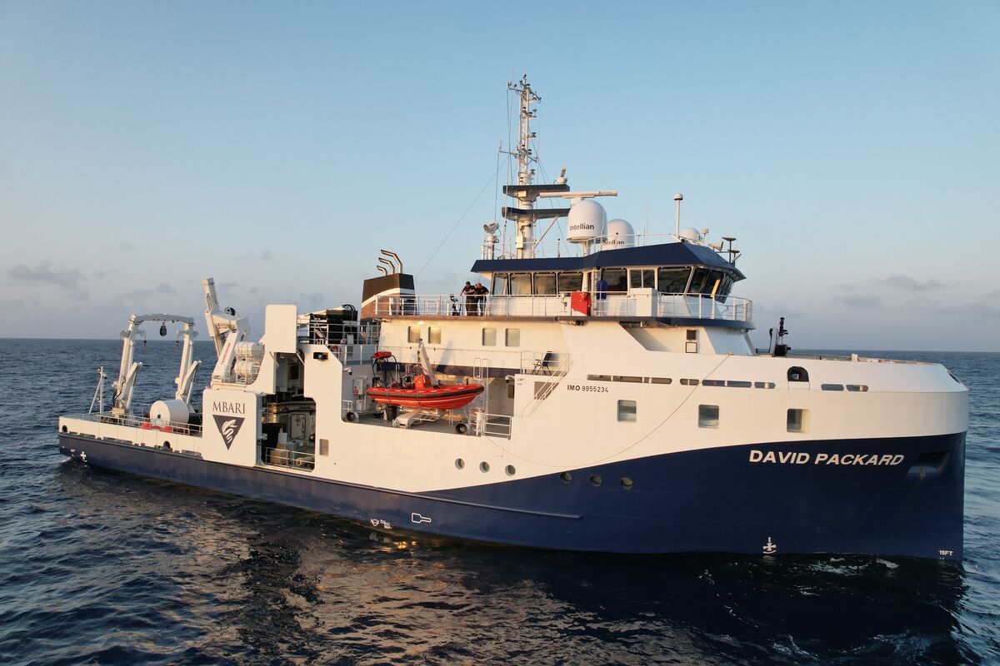 Intellian
Intellian
IMO 9955234
MBARI
DAVID PACKARD
15FT